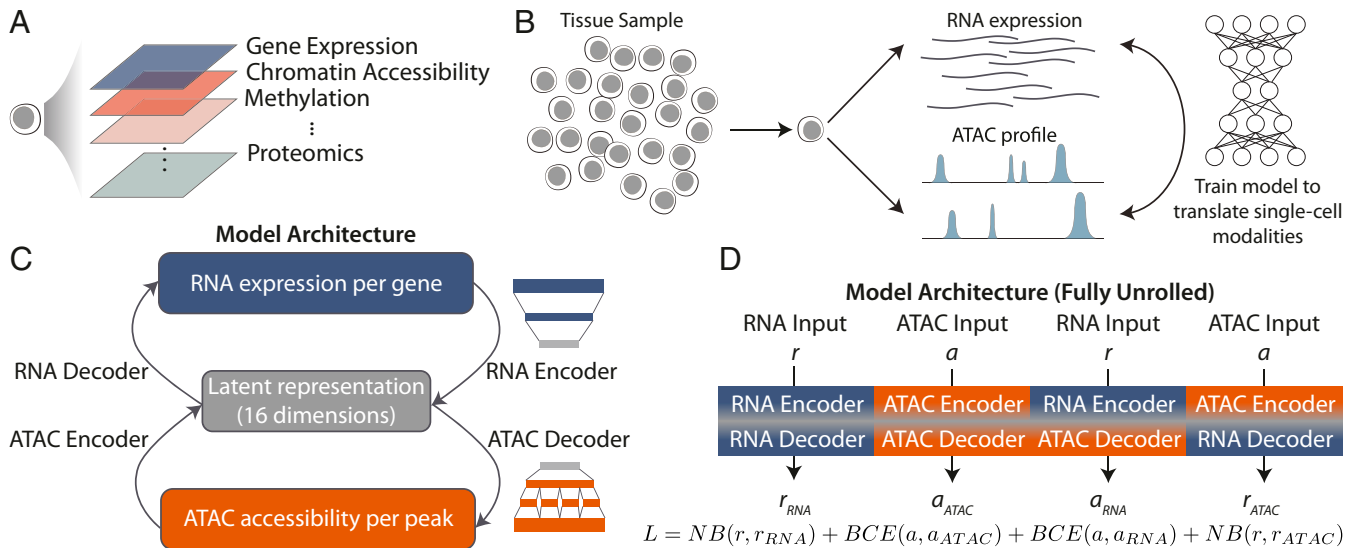 A
Gene Expression
Chromatin Accessibility
Methylation
...
Proteomics
B
Tissue Sample
RNA expression
ATAC profile
Train model to
translate single-cell
modalities
C
Model Architecture
RNA expression per gene
RNA Decoder
RNA Encoder
Latent representation
(16 dimensions)
ATAC Encoder
ATAC Decoder
ATAC accessibility per peak
D
Model Architecture (Fully Unrolled)
RNA Input ATAC Input RNA Input ATAC Input
r a r a
RNA Encoder ATAC Encoder RNA Encoder ATAC Encoder
RNA Decoder ATAC Decoder ATAC Decoder RNA Decoder
r_RNA a_ATAC a_RNA r_ATAC
L = NB(r, r_RNA) + BCE(a, a_ATAC) + BCE(a, a_RNA) + NB(r, r_ATAC)